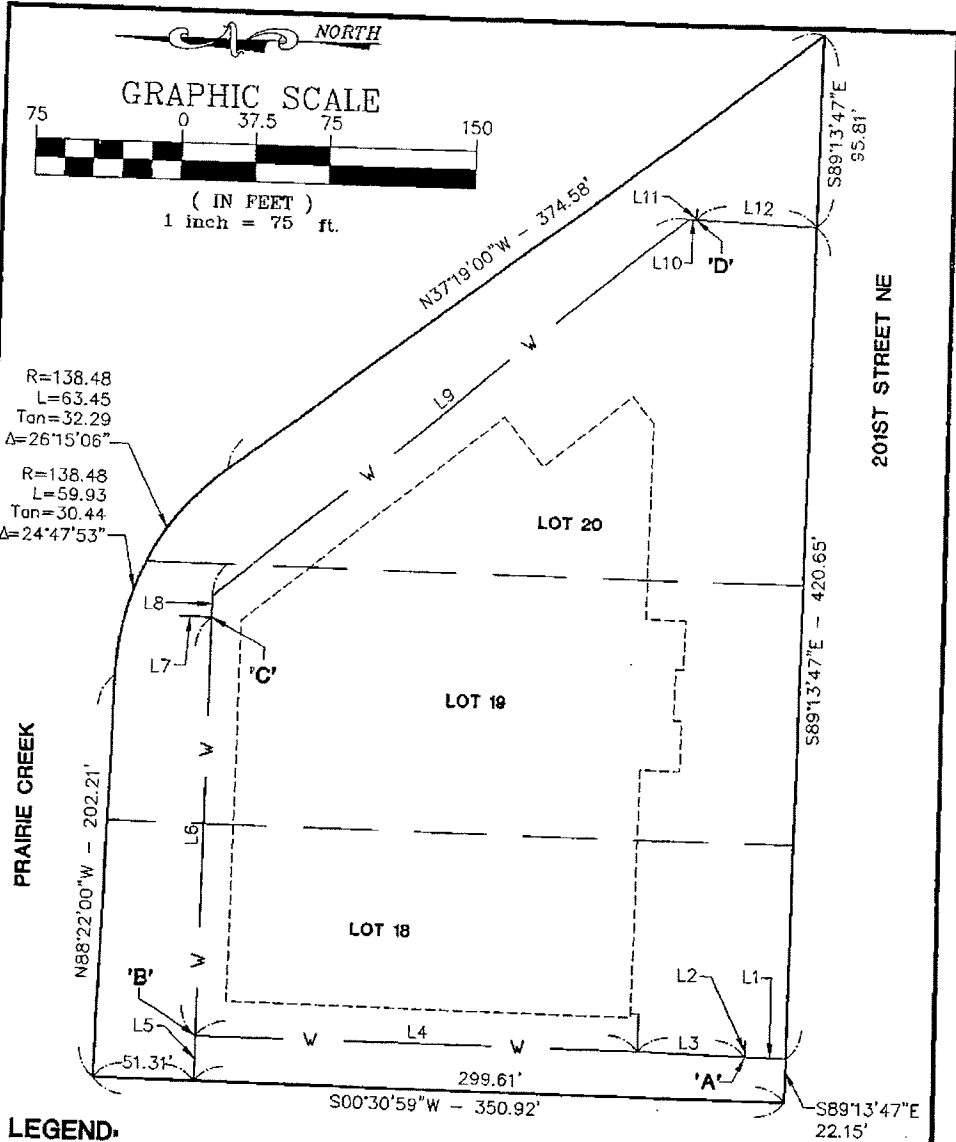 NORTH
GRAPHIC SCALE
75 0 37.5 75 150
( IN FEET )
1 inch = 75 ft.
S89°13'47"E
95.81'
L11
L12
L10
'D'
N37°19'00"W - 374.58'
201ST STREET NE
W
L9
W
R=138.48
L=63.45
Tan=32.29
Δ=26°15'06"
R=138.48
L=59.93
Tan=30.44
Δ=24°47'53"
LOT 20
S89°13'47"E - 420.65'
L8
L7
'C'
LOT 19
W
PRAIRIE CREEK
N88°22'00"W - 202.21'
L6
LOT 18
W
'B'
L5
L2
L1
W
L4
W
L3
'A'
51.31'
299.61'
S00°30'59"W - 350.92'
S89°13'47"E
22.15'
LEGEND: